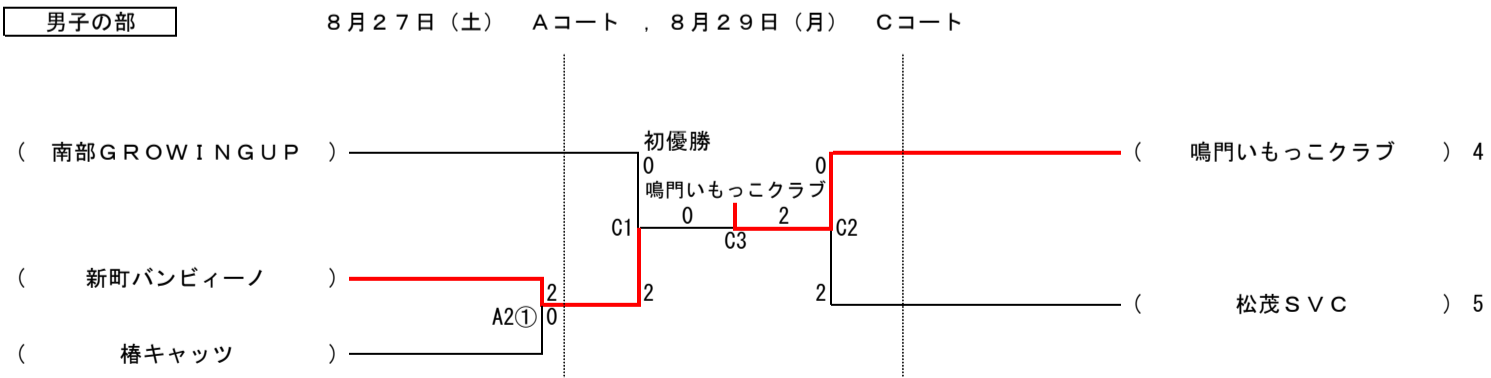 男子の部
８月２７日（土）　Ａコート　，８月２９日（月）　Ｃコート
（　南部ＧＲＯＷＩＮＧＵＰ　）
初優勝
0
0
（　鳴門いもっこクラブ　）　4
鳴門いもっこクラブ
0
2
C1
C3
C2
（　新町バンビィーノ　）
2
2
2
A2①
0
（　松茂ＳＶＣ　）　5
（　椿キャッツ　）